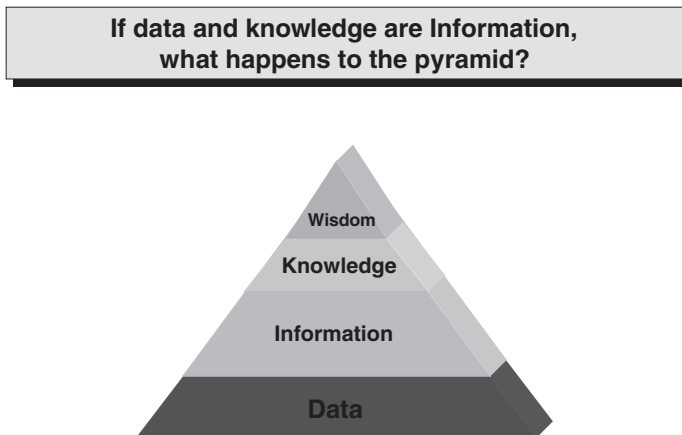 If data and knowledge are Information,
what happens to the pyramid?
Wisdom
Knowledge
Information
Data